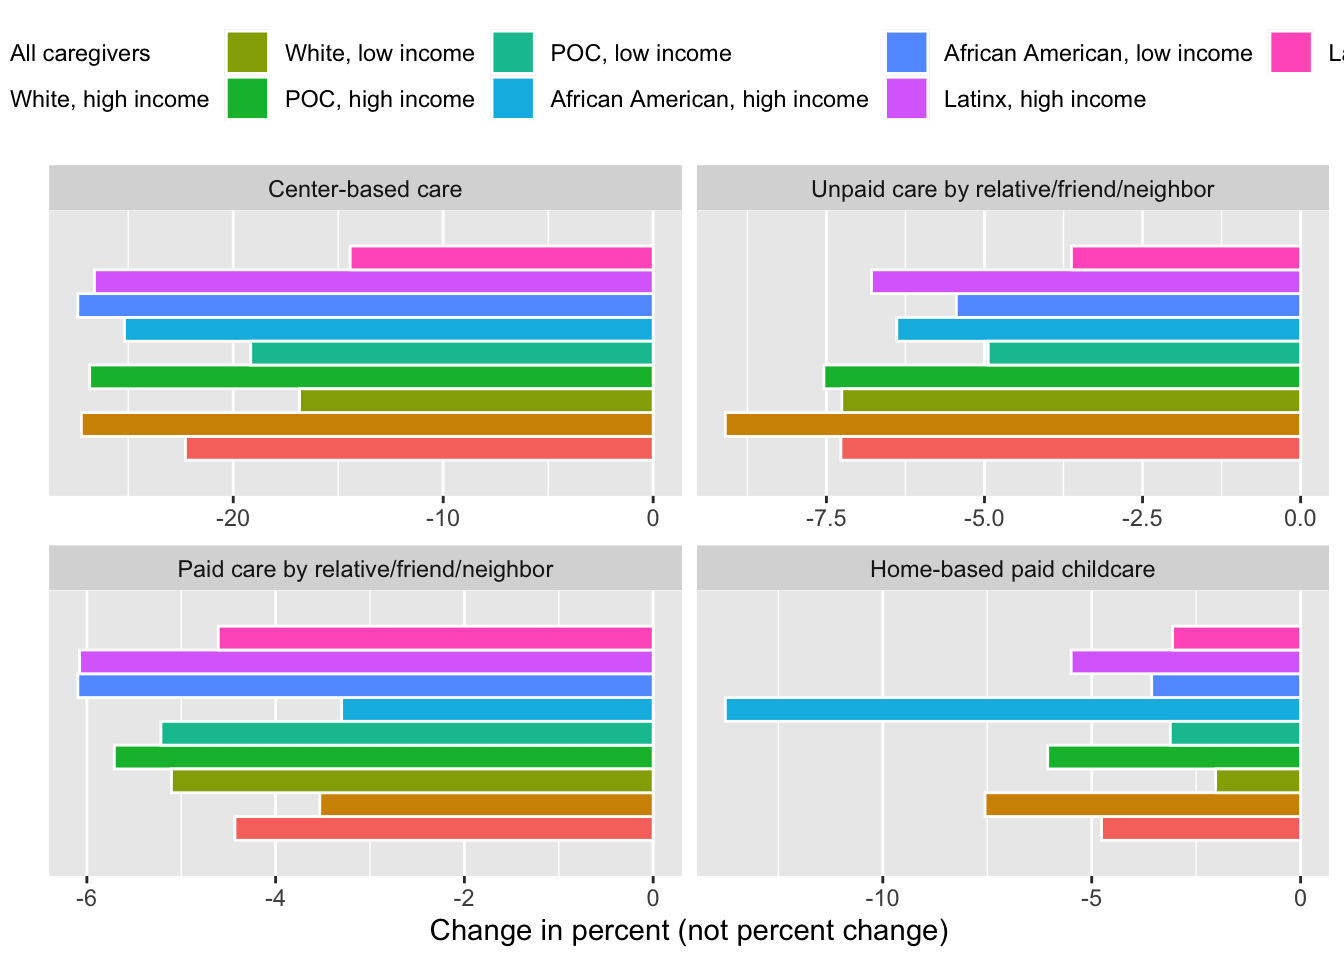 All caregivers White, low income POC, low income African American, low income
White, high income POC, high income African American, high income Latinx, high income
Center-based care Unpaid care by relative/friend/neighbor
-20 -10 0 -7.5 -5.0 -2.5 0.0
Paid care by relative/friend/neighbor Home-based paid childcare
-6 -4 -2 0 -10 -5 0
Change in percent (not percent change)